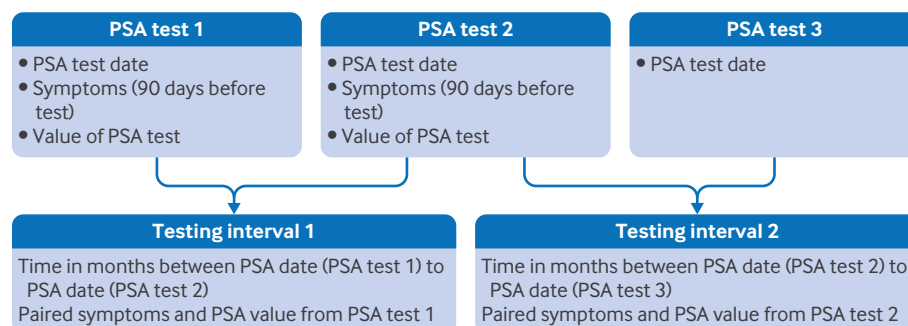 PSA test 1
• PSA test date
• Symptoms (90 days before
test)
• Value of PSA test
PSA test 2
• PSA test date
• Symptoms (90 days before
test)
• Value of PSA test
PSA test 3
• PSA test date
Testing interval 1
Time in months between PSA date (PSA test 1) to
PSA date (PSA test 2)
Paired symptoms and PSA value from PSA test 1
Testing interval 2
Time in months between PSA date (PSA test 2) to
PSA date (PSA test 3)
Paired symptoms and PSA value from PSA test 2